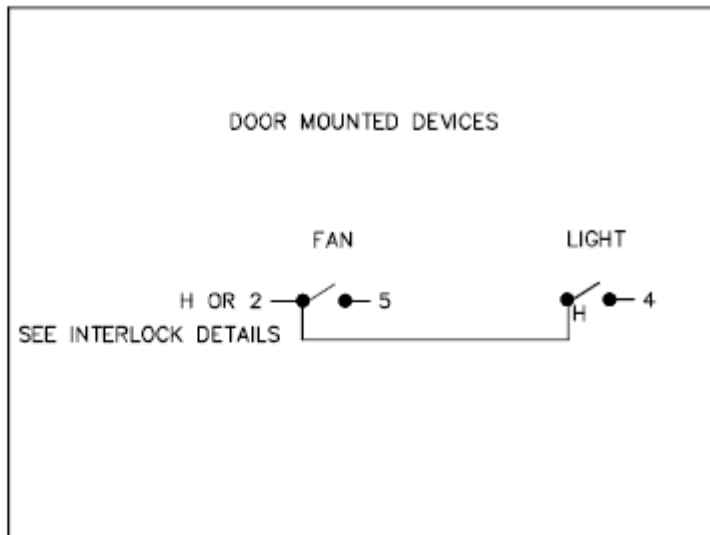 DOOR MOUNTED DEVICES
FAN
LIGHT
H OR 2
5
H
4
SEE INTERLOCK DETAILS